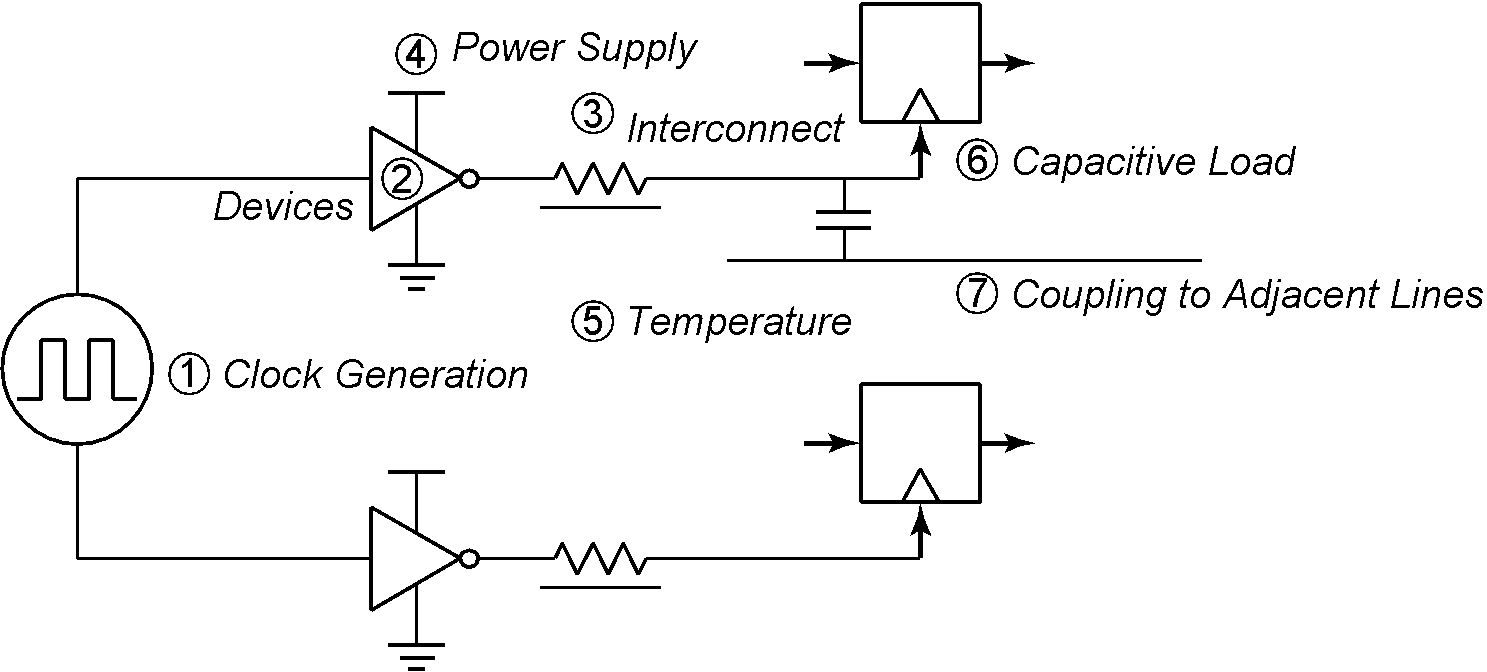 ④ Power Supply
③ Interconnect
⑥ Capacitive Load
②
Devices
⑦ Coupling to Adjacent Lines
⑤ Temperature
① Clock Generation